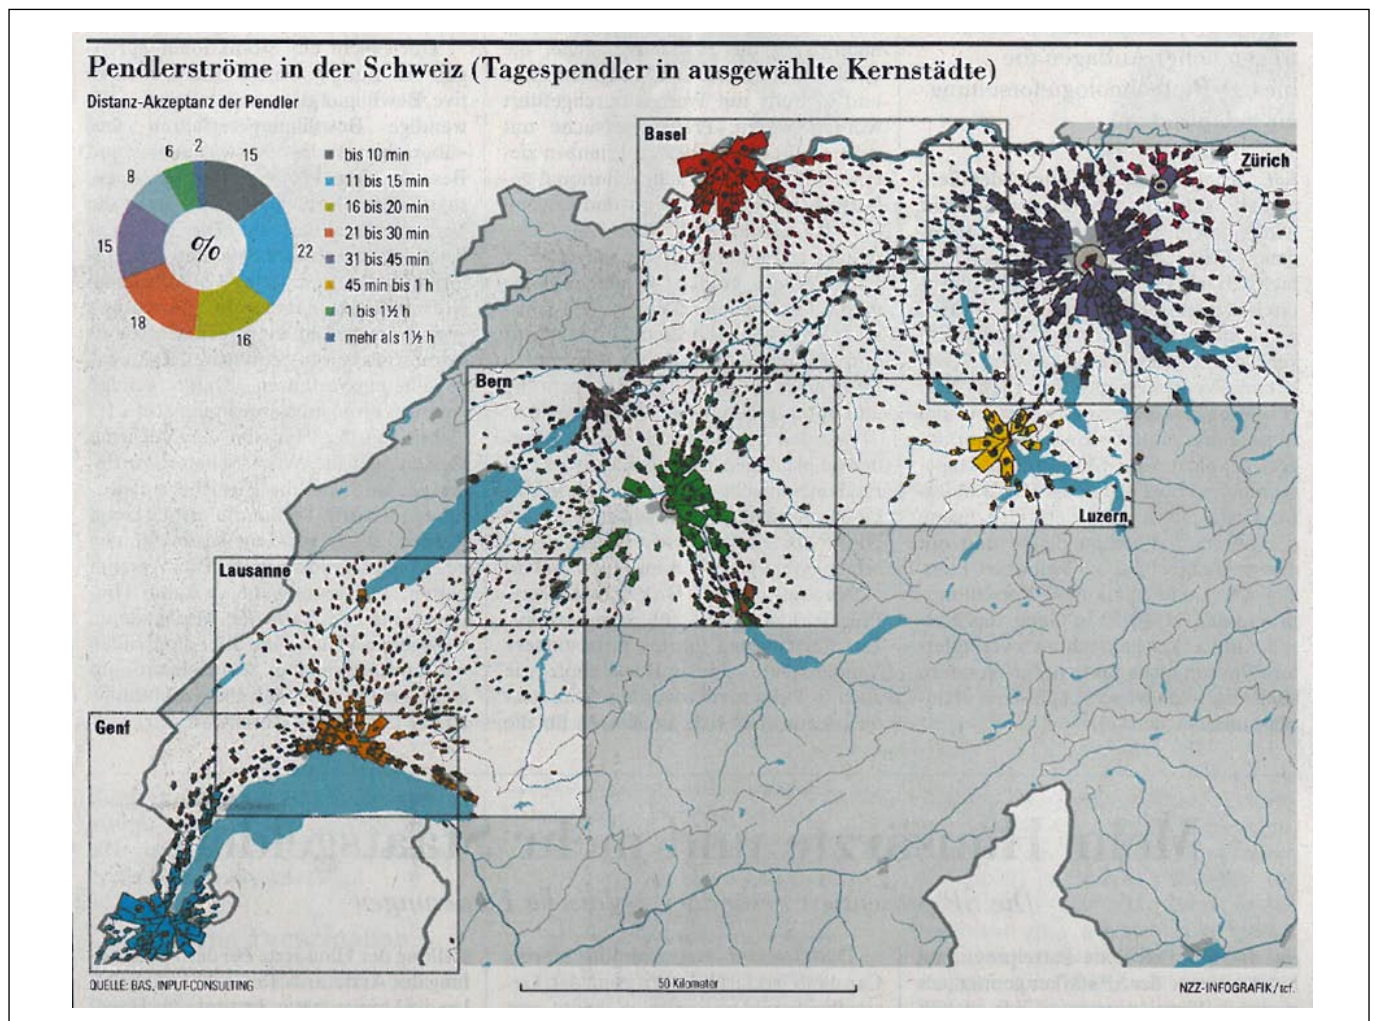 Pendlerströme in der Schweiz (Tagespendler in ausgewählte Kernstädte)
Distanz-Akzeptanz der Pendler
6
2
15
8
22
15
%
18
16
bis 10 min
11 bis 15 min
16 bis 20 min
21 bis 30 min
31 bis 45 min
45 min bis 1 h
1 bis 1½ h
mehr als 1½ h
Basel
Zürich
Bern
Luzern
Lausanne
Genf
QUELLE: BAS, INPUT-CONSULTING
50 Kilometer
NZZ-INFOGRAFIK / tcf.